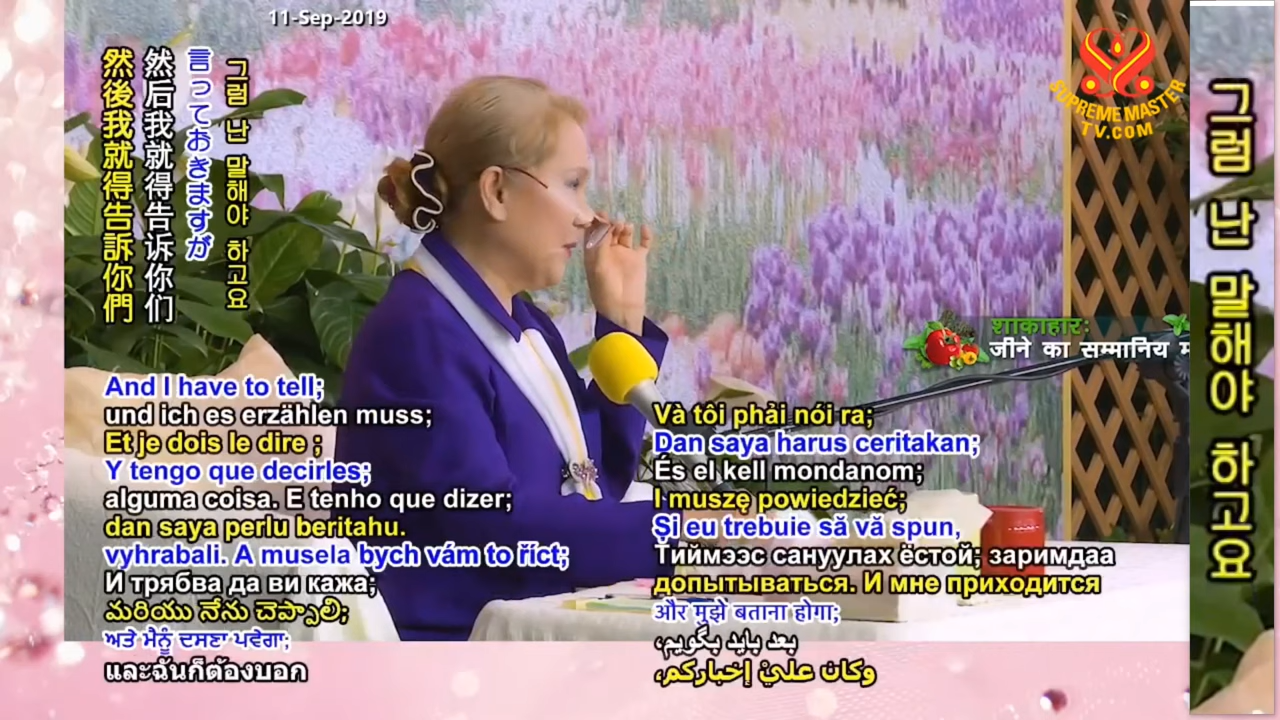 11-Sep-2019
SUPREME MASTER
TV.COM
그럼 난 말해야 하고요
言っておきますが
然后我就得告诉你们
然後我就得告訴你們
그럼 난 말해야 하고요
शाकाहार:
जीने का सम्मानिय
And I have to tell;
und ich es erzählen muss;
Et je dois le dire ;
Y tengo que decirles;
alguma coisa. E tenho que dizer;
dan saya perlu beritahu.
vyhrabali. A musela bych vám to říct;
И трябва да ви кажа;
మరియు నేను చెప్పాలి;
ਅਤੇ ਮੈਨੂੰ ਦਸਣਾ ਪਵੇਗਾ;
และฉันก็ต้องบอก
Và tôi phải nói ra;
Dan saya harus ceritakan;
És el kell mondanom;
I muszę powiedzieć;
Și eu trebuie să vă spun,
Тиймээс сануулах ёстой; заримдаа
допытываться. И мне приходится
और मुझे बताना होगा;
بعد باید بگویم،
وكان عليْ إخباركم،